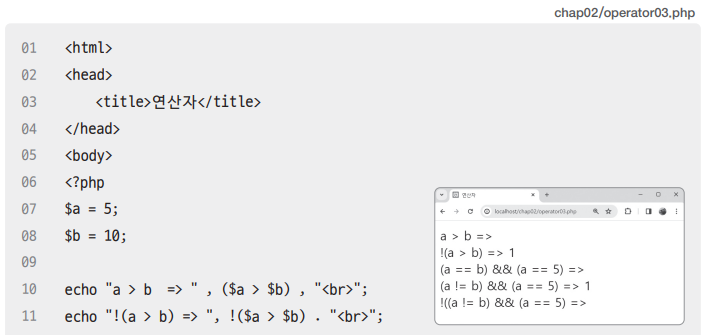 chap02/operator03.php
01 <html>
02 <head>
03     <title>연산자</title>
04 </head>
05 <body>
06 <?php
07 $a = 5;
08 $b = 10;
09
10 echo "a > b  => " , ($a > $b) , "<br>";
11 echo "!(a > b) => ", !($a > $b) . "<br>";
연산자
localhost/chap02/operator03.php
a > b =>
!(a > b) => 1
(a == b) && (a == 5) =>
(a != b) && (a == 5) => 1
!((a != b) && (a == 5) =>